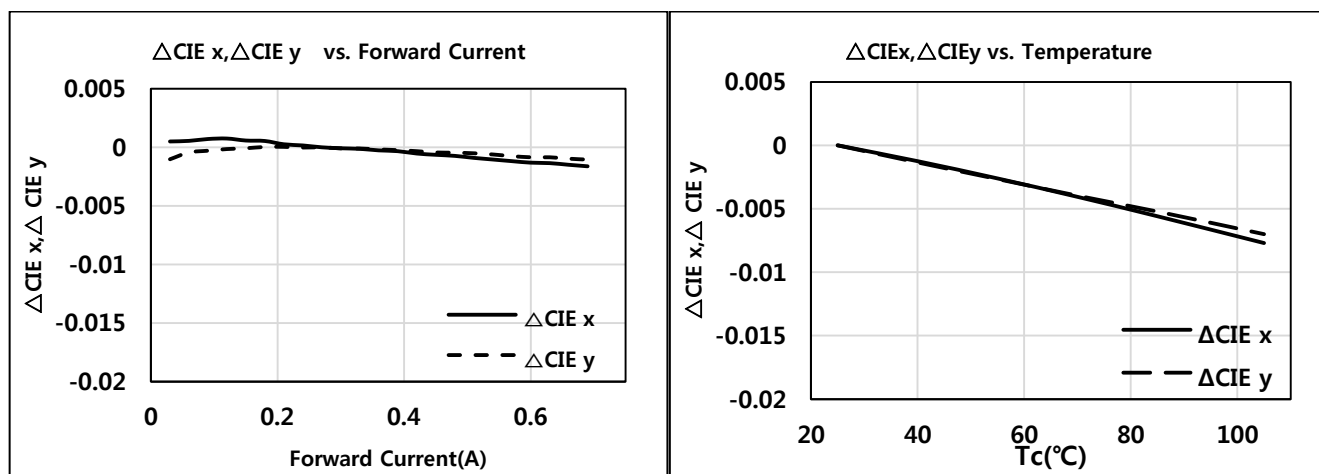 △CIE x,△CIE y vs. Forward Current
0.005
0
-0.005
-0.01
-0.015
-0.02
△CIE x,△ CIE y
△CIE x
△CIE y
0
0.2
0.4
0.6
Forward Current(A)
△CIEx,△CIEy vs. Temperature
0.005
0
-0.005
-0.01
-0.015
-0.02
△CIE x,△ CIE y
ΔCIE x
ΔCIE y
20
40
60
80
100
Tc(℃)